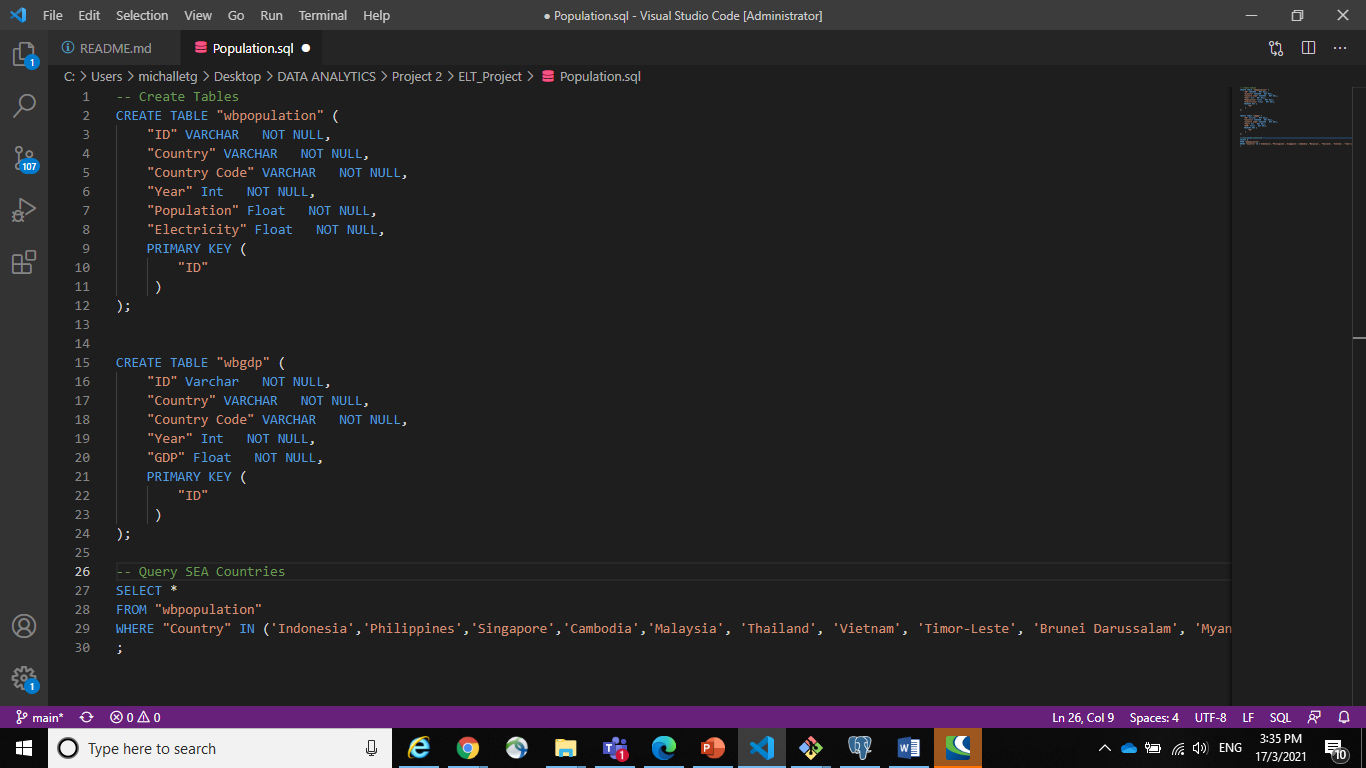 File Edit Selection View Go Run Terminal Help ● Population.sql - Visual Studio Code [Administrator]
README.md Population.sql ●
C: > Users > michalletg > Desktop > DATA ANALYTICS > Project 2 > ELT_Project > Population.sql
1 -- Create Tables
2 CREATE TABLE "wbpopulation" (
3 "ID" VARCHAR   NOT NULL,
4 "Country" VARCHAR   NOT NULL,
5 "Country Code" VARCHAR   NOT NULL,
6 "Year" Int   NOT NULL,
7 "Population" Float   NOT NULL,
8 "Electricity" Float   NOT NULL,
9 PRIMARY KEY (
10 "ID"
11 )
12 );
13
14
15 CREATE TABLE "wbgdp" (
16 "ID" Varchar   NOT NULL,
17 "Country" VARCHAR   NOT NULL,
18 "Country Code" VARCHAR   NOT NULL,
19 "Year" Int   NOT NULL,
20 "GDP" Float   NOT NULL,
21 PRIMARY KEY (
22 "ID"
23 )
24 );
25
26 -- Query SEA Countries
27 SELECT *
28 FROM "wbpopulation"
29 WHERE "Country" IN ('Indonesia','Philippines','Singapore','Cambodia','Malaysia', 'Thailand', 'Vietnam', 'Timor-Leste', 'Brunei Darussalam', 'Myan
30 ;
1
107
1
main* 0 0 Ln 26, Col 9 Spaces: 4 UTF-8 LF SQL
Type here to search 1 ENG 3:35 PM
17/3/2021 10